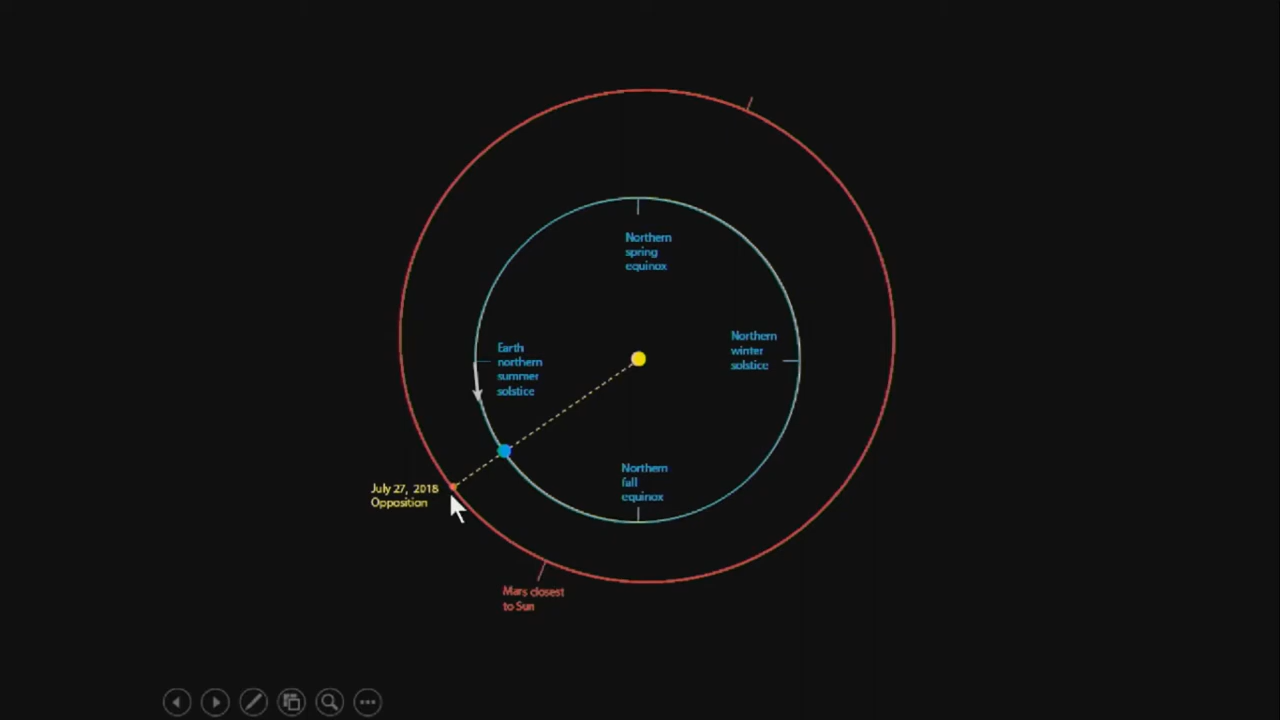 Northern
spring
equinox
Northern
winter
solstice
Earth
northern
summer
solstice
Northern
fall
equinox
July 27, 2018
Opposition
Mars closest
to Sun